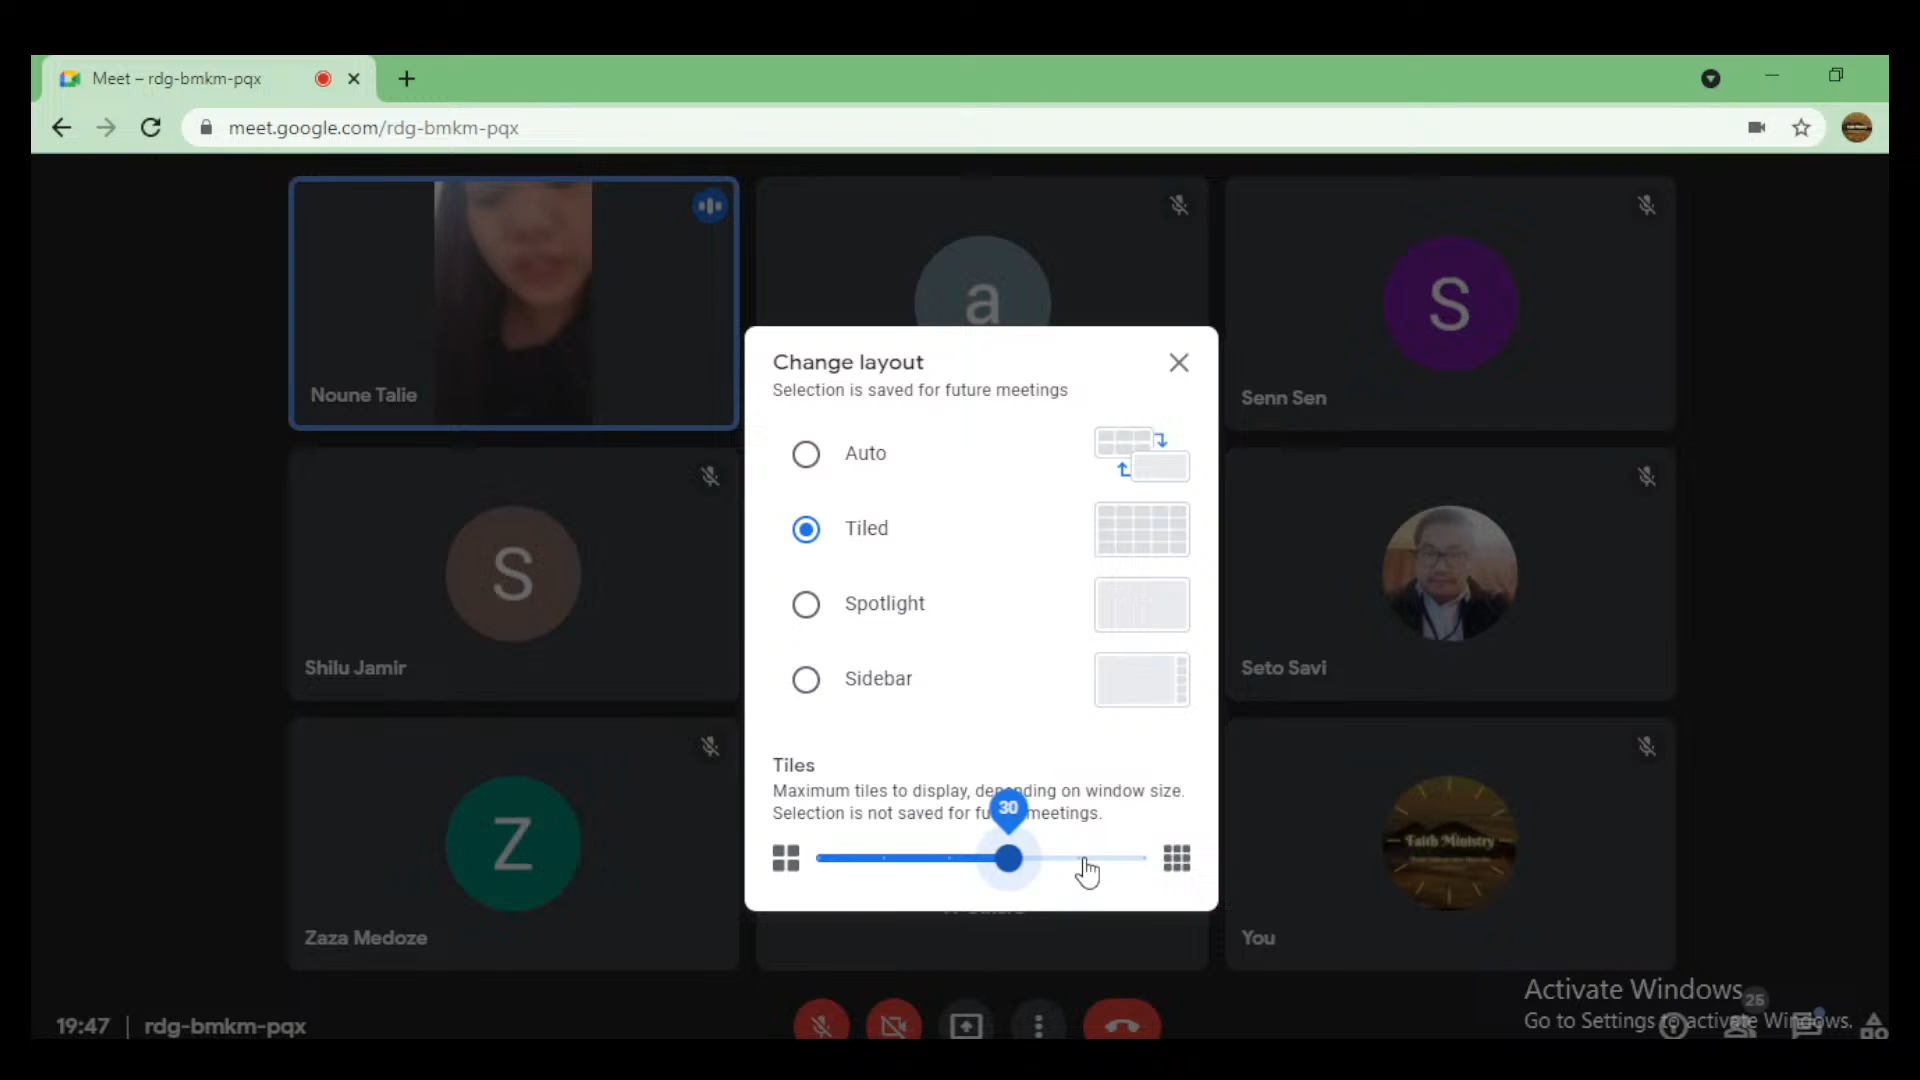 Meet – rdg-bmkm-pqx
meet.google.com/rdg-bmkm-pqx
Noune Talie
a
S
Senn Sen
Change layout
Selection is saved for future meetings
Auto
Tiled
Spotlight
Sidebar
S
Shilu Jamir
Seto Savi
Tiles
Maximum tiles to display, depending on window size.
Selection is not saved for meetings.
30
Z
Zaza Medoze
Faith Ministry
You
19:47 | rdg-bmkm-pqx
Activate Windows
26
Go to Settings to activate Windows.